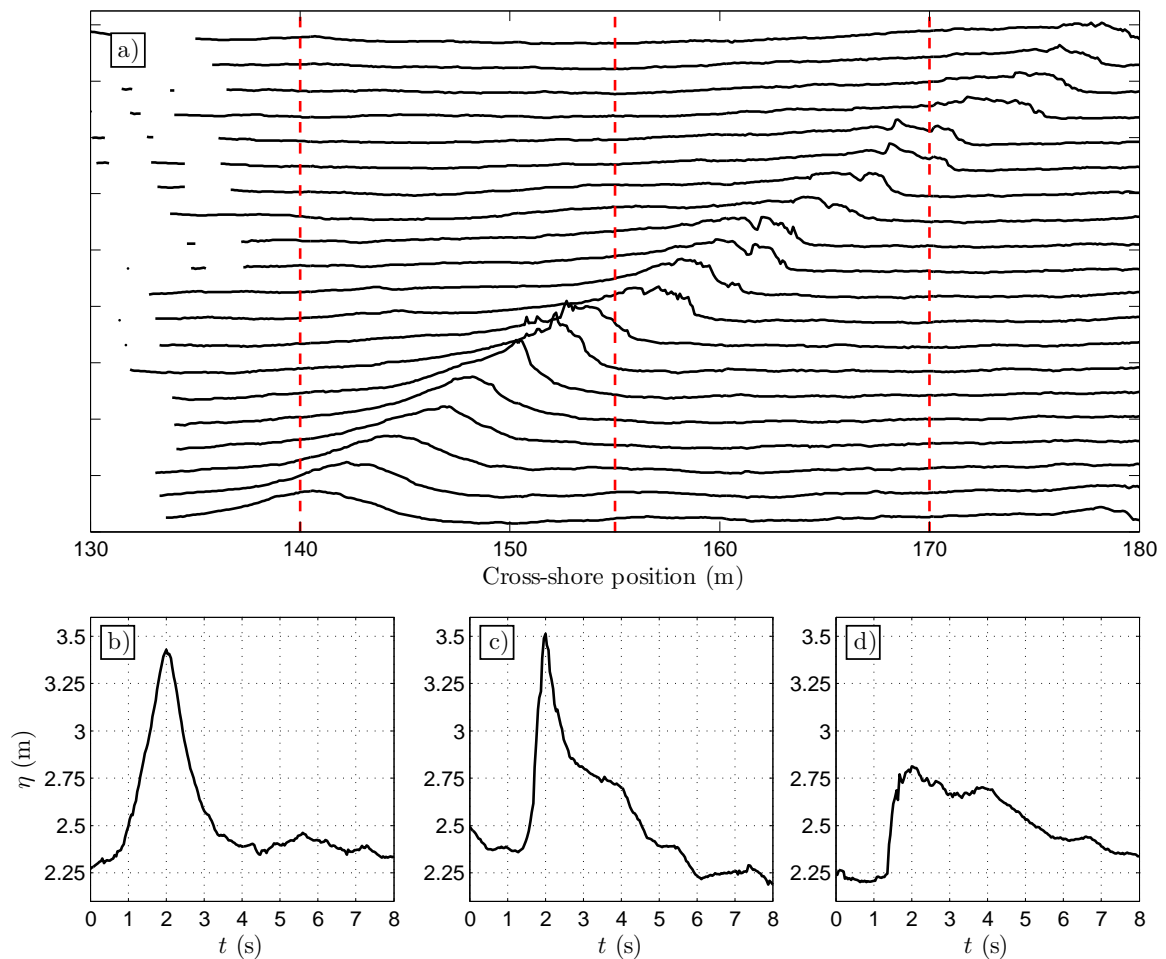 a)
130 140 150 160 170 180
Cross-shore position (m)
b) c) d)
3.5 3.5 3.5
3.25 3.25 3.25
3 3 3
2.75 2.75 2.75
2.5 2.5 2.5
2.25 2.25 2.25
η (m)
0 1 2 3 4 5 6 7 8 0 1 2 3 4 5 6 7 8 0 1 2 3 4 5 6 7 8
t (s) t (s) t (s)